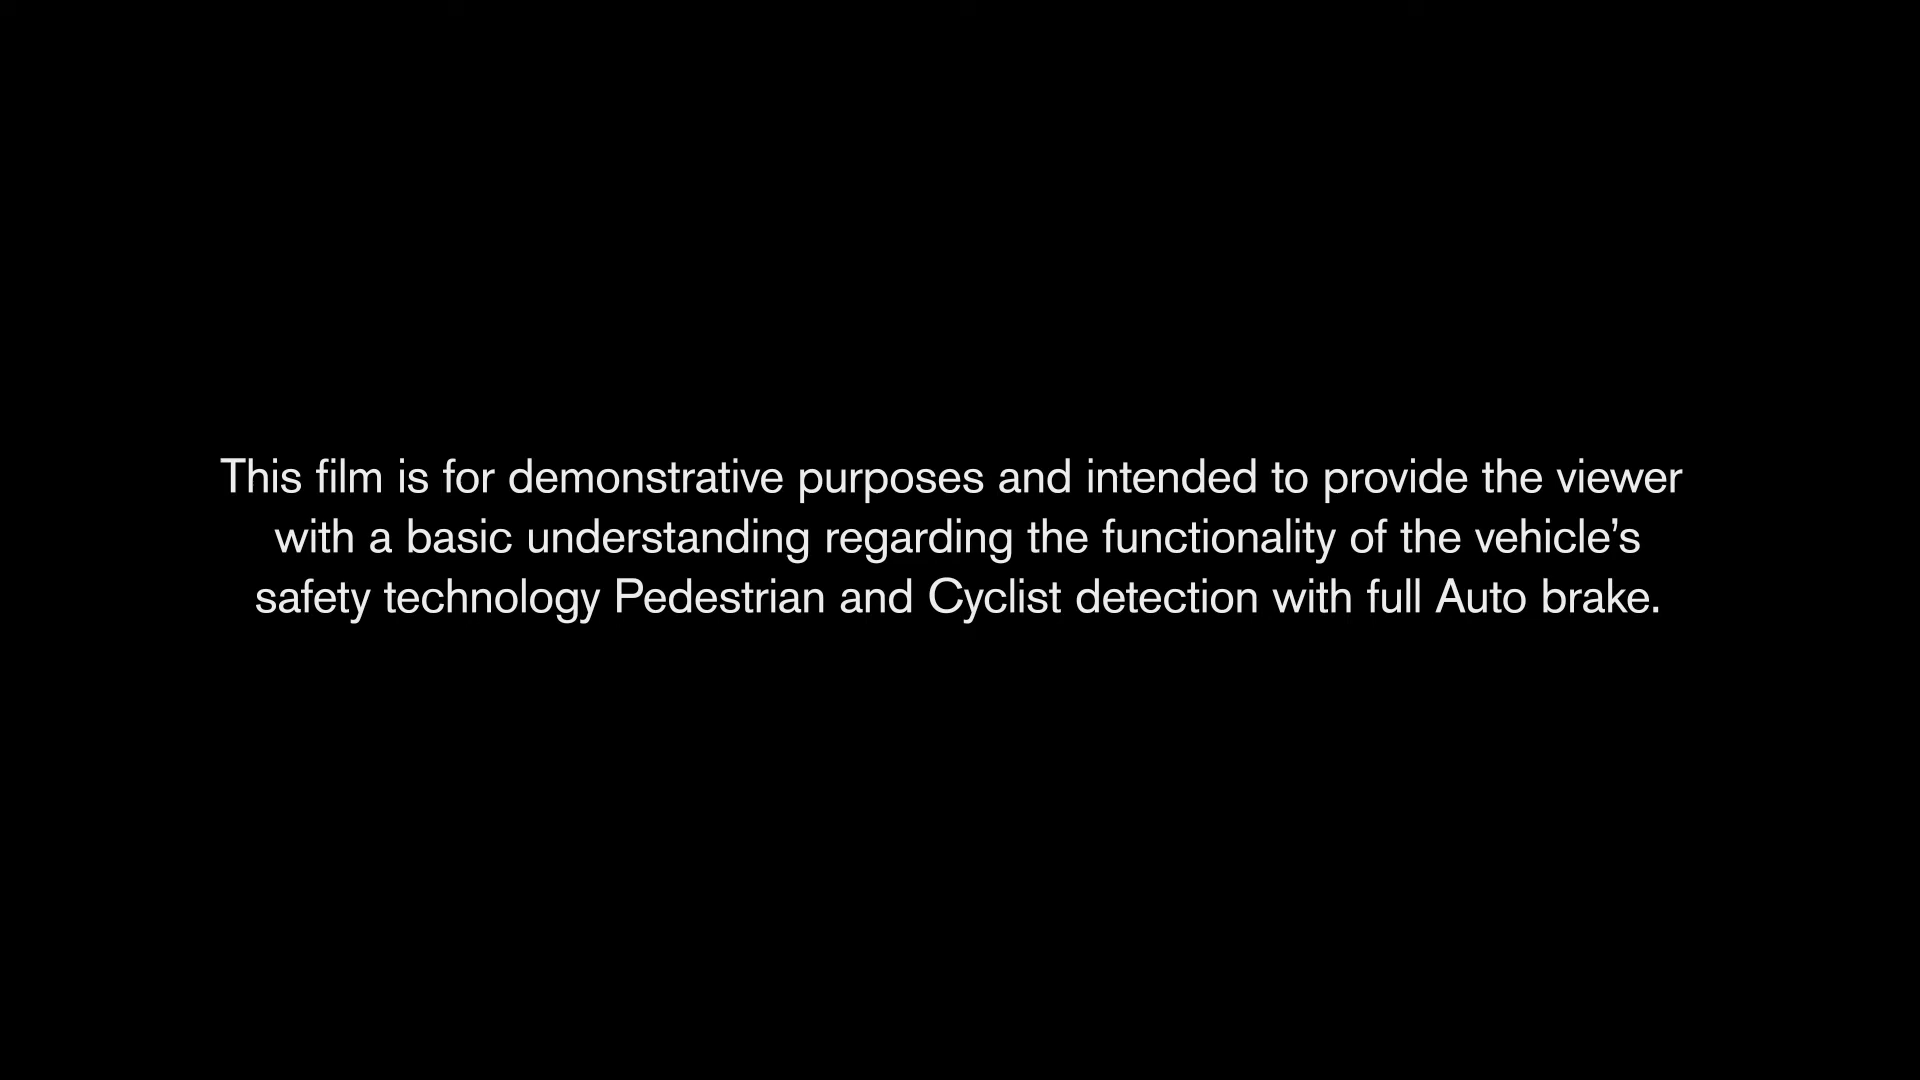 This film is for demonstrative purposes and intended to provide the viewer
with a basic understanding regarding the functionality of the vehicle’s
safety technology Pedestrian and Cyclist detection with full Auto brake.